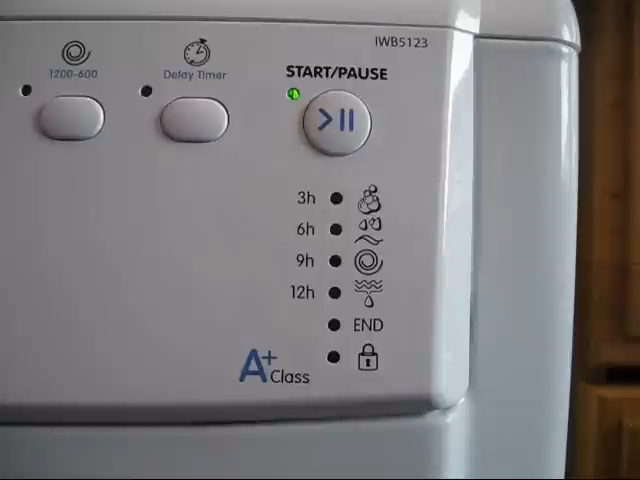 IWB5123
1200-600
Delay Timer
START/PAUSE
3h
6h
9h
12h
END
A+ Class